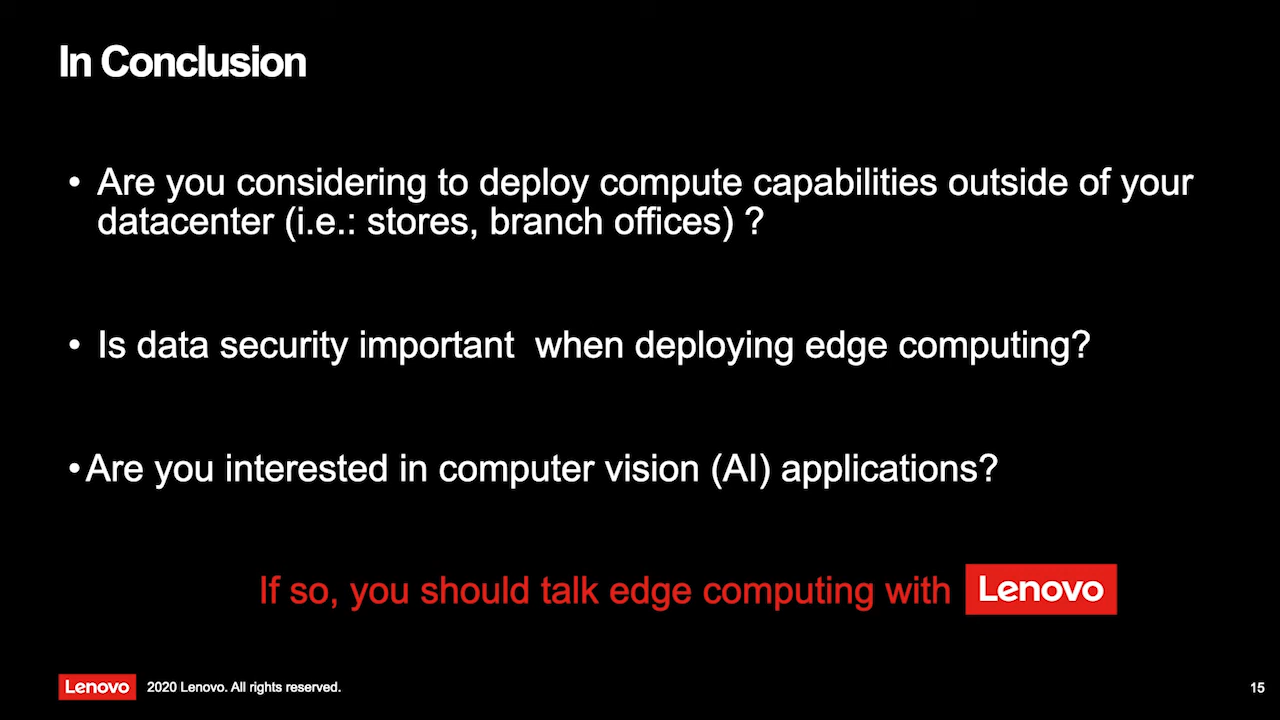 In Conclusion
• Are you considering to deploy compute capabilities outside of your
datacenter (i.e.: stores, branch offices) ?
• Is data security important  when deploying edge computing?
• Are you interested in computer vision (AI) applications?
If so, you should talk edge computing with Lenovo
Lenovo 2020 Lenovo. All rights reserved.
15